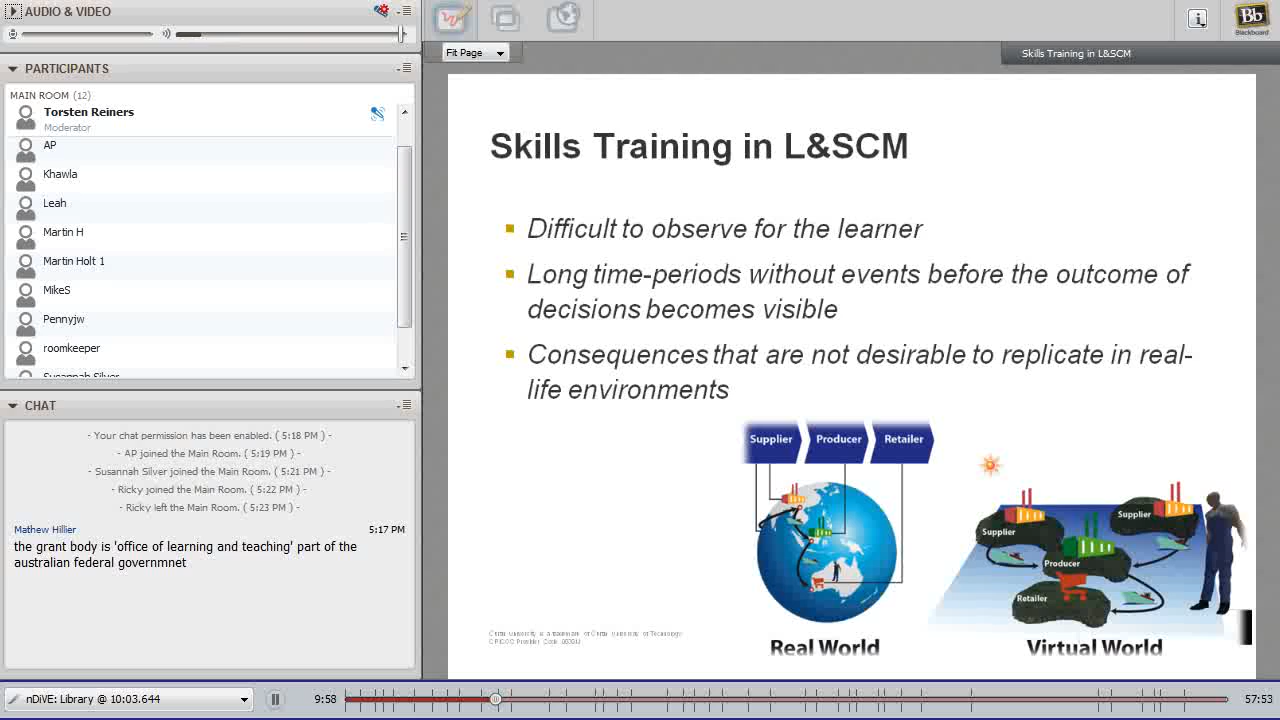 AUDIO & VIDEO
PARTICIPANTS
MAIN ROOM (12)
Torsten Reiners
Moderator
AP
Khawla
Leah
Martin H
Martin Holt 1
MikeS
Pennyjw
roomkeeper
Susannah Silver
CHAT
- Your chat permission has been enabled. ( 5:18 PM ) -
- AP joined the Main Room. ( 5:19 PM ) -
- Susannah Silver joined the Main Room. ( 5:21 PM ) -
- Ricky joined the Main Room. ( 5:22 PM ) -
- Ricky left the Main Room. ( 5:23 PM ) -
Mathew Hillier 5:17 PM
the grant body is 'office of learning and teaching' part of the
australian federal governmnet
Bb
Blackboard
Fit Page
Skills Training in L&SCM
Skills Training in L&SCM
Difficult to observe for the learner
Long time-periods without events before the outcome of
decisions becomes visible
Consequences that are not desirable to replicate in real-
life environments
Supplier Producer Retailer
Supplier
Supplier
Producer
Retailer
Real World
Virtual World
nDiVE: Library @ 10:03.644
9:58
57:53